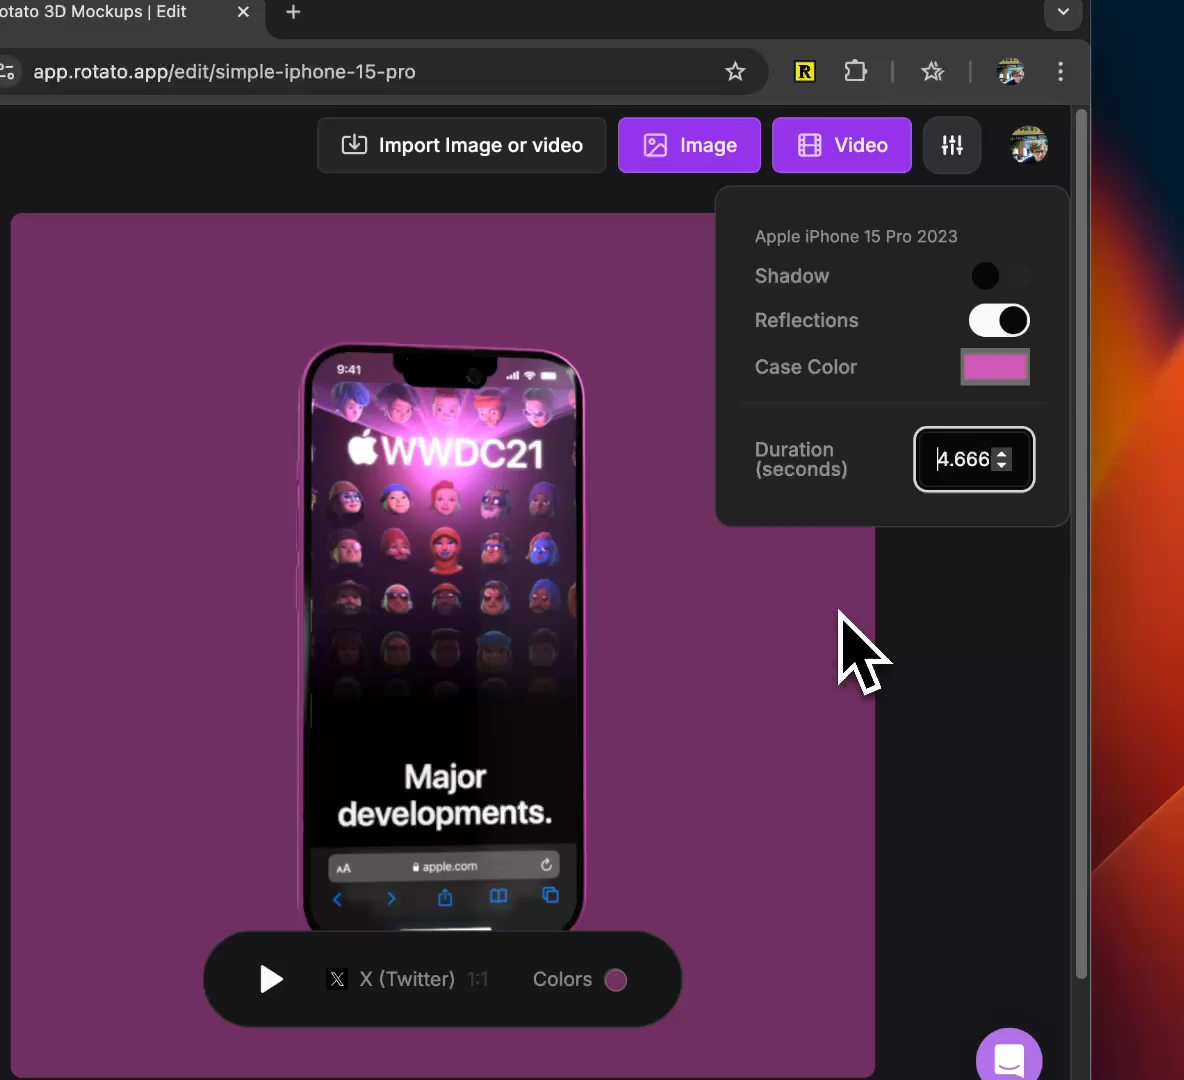 otato 3D Mockups | Edit
app.rotato.app/edit/simple-iphone-15-pro
R
Import Image or video
Image
Video
Apple iPhone 15 Pro 2023
Shadow
Reflections
Case Color
Duration
(seconds)
4.666
9:41
WWDC21
Major
developments.
AA
apple.com
X (Twitter) 1:1
Colors